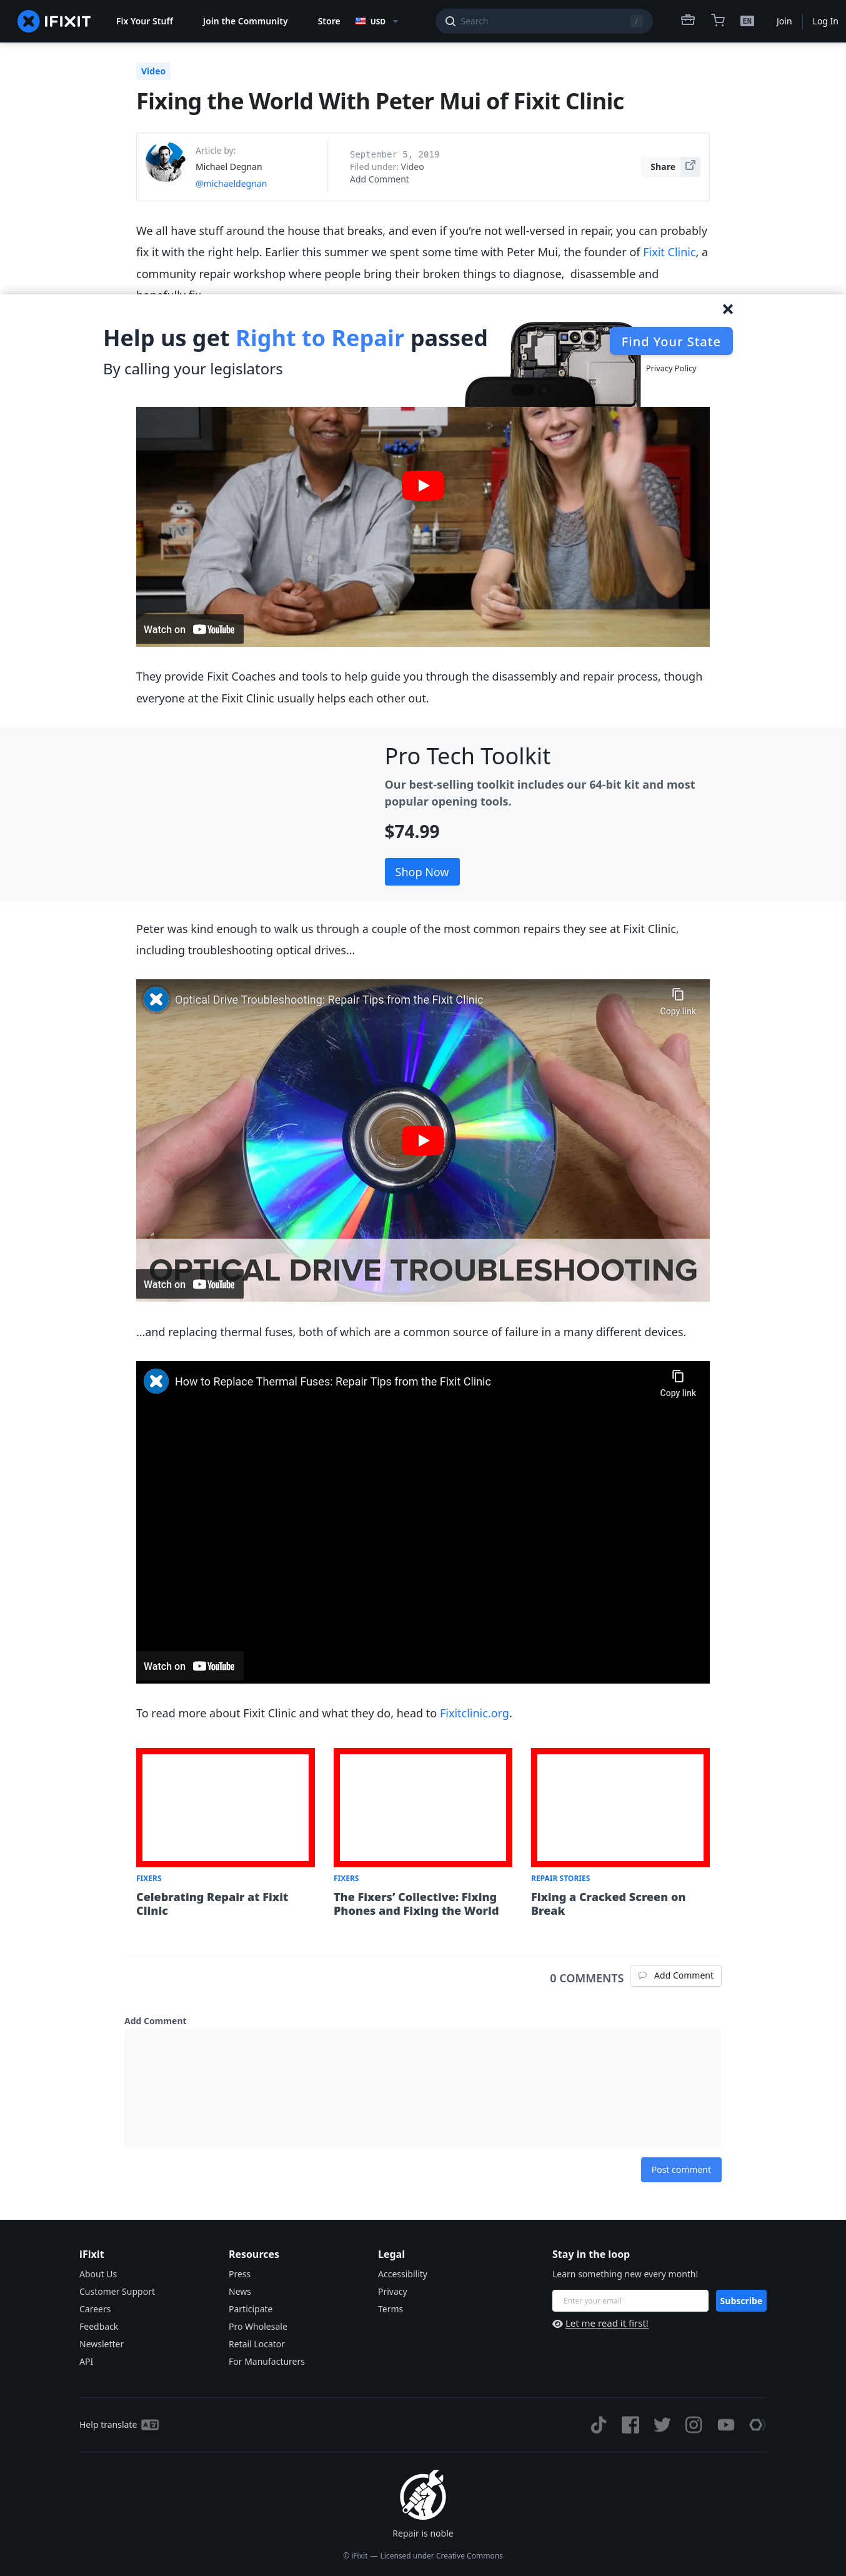 IFIXIT
Fix Your Stuff
Join the Community
Store
USD
Search
/
EN
Join
Log In
Video
Fixing the World With Peter Mui of Fixit Clinic
Article by:
Michael Degnan
@michaeldegnan
September 5, 2019
Filed under: Video
Add Comment
Share
We all have stuff around the house that breaks, and even if you’re not well-versed in repair, you can probably
fix it with the right help. Earlier this summer we spent some time with Peter Mui, the founder of Fixit Clinic, a
community repair workshop where people bring their broken things to diagnose, disassemble and
hopefully fix
Help us get Right to Repair passed
By calling your legislators
Find Your State
Privacy Policy
Watch on YouTube
They provide Fixit Coaches and tools to help guide you through the disassembly and repair process, though
everyone at the Fixit Clinic usually helps each other out.
Pro Tech Toolkit
Our best-selling toolkit includes our 64-bit kit and most
popular opening tools.
$74.99
Shop Now
Peter was kind enough to walk us through a couple of the most common repairs they see at Fixit Clinic,
including troubleshooting optical drives…
Optical Drive Troubleshooting: Repair Tips from the Fixit Clinic
Copy link
OPTICAL DRIVE TROUBLESHOOTING
Watch on YouTube
…and replacing thermal fuses, both of which are a common source of failure in a many different devices.
How to Replace Thermal Fuses: Repair Tips from the Fixit Clinic
Copy link
Watch on YouTube
To read more about Fixit Clinic and what they do, head to Fixitclinic.org.
FIXERS
Celebrating Repair at Fixit
Clinic
FIXERS
The Fixers’ Collective: Fixing
Phones and Fixing the World
REPAIR STORIES
Fixing a Cracked Screen on
Break
0 COMMENTS
Add Comment
Add Comment
Post comment
iFixit
About Us
Customer Support
Careers
Feedback
Newsletter
API
Resources
Press
News
Participate
Pro Wholesale
Retail Locator
For Manufacturers
Legal
Accessibility
Privacy
Terms
Stay in the loop
Learn something new every month!
Enter your email
Subscribe
Let me read it first!
Help translate
Repair is noble
© iFixit — Licensed under Creative Commons